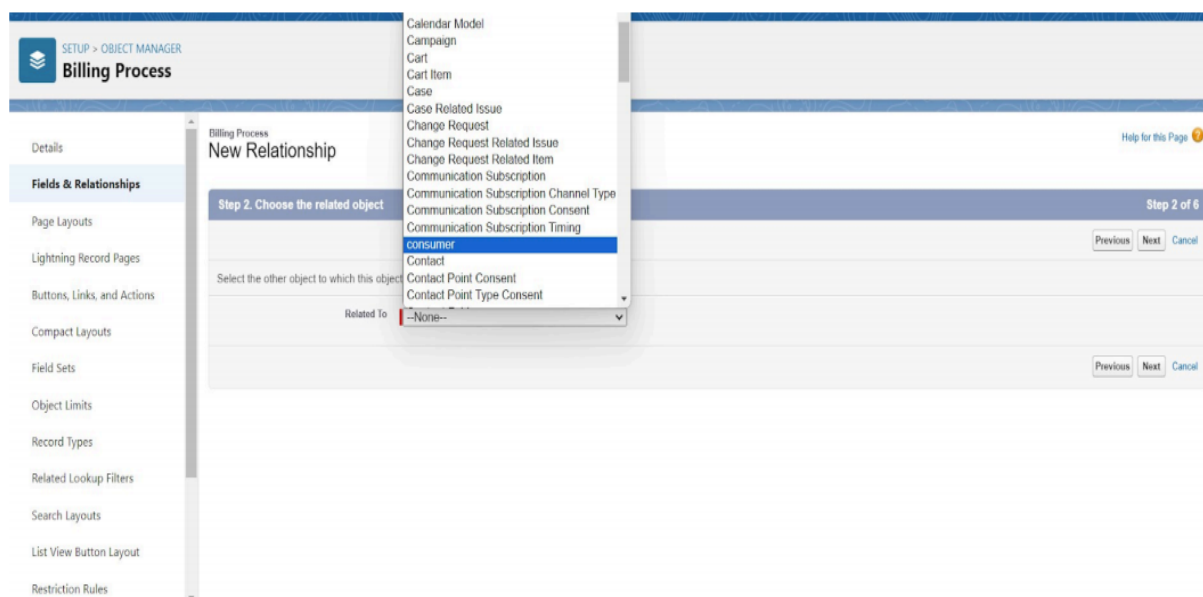 SETUP > OBJECT MANAGER
Billing Process
Details
Fields & Relationships
Page Layouts
Lightning Record Pages
Buttons, Links, and Actions
Compact Layouts
Field Sets
Object Limits
Record Types
Related Lookup Filters
Search Layouts
List View Button Layout
Restriction Rules
Billing Process
New Relationship
Help for this Page
Step 2. Choose the related object
Step 2 of 6
Previous Next Cancel
Select the other object to which this object
Related To
--None--
Calendar Model
Campaign
Cart
Cart Item
Case
Case Related Issue
Change Request
Change Request Related Issue
Change Request Related Item
Communication Subscription
Communication Subscription Channel Type
Communication Subscription Consent
Communication Subscription Timing
consumer
Contact
Contact Point Consent
Contact Point Type Consent
Previous Next Cancel